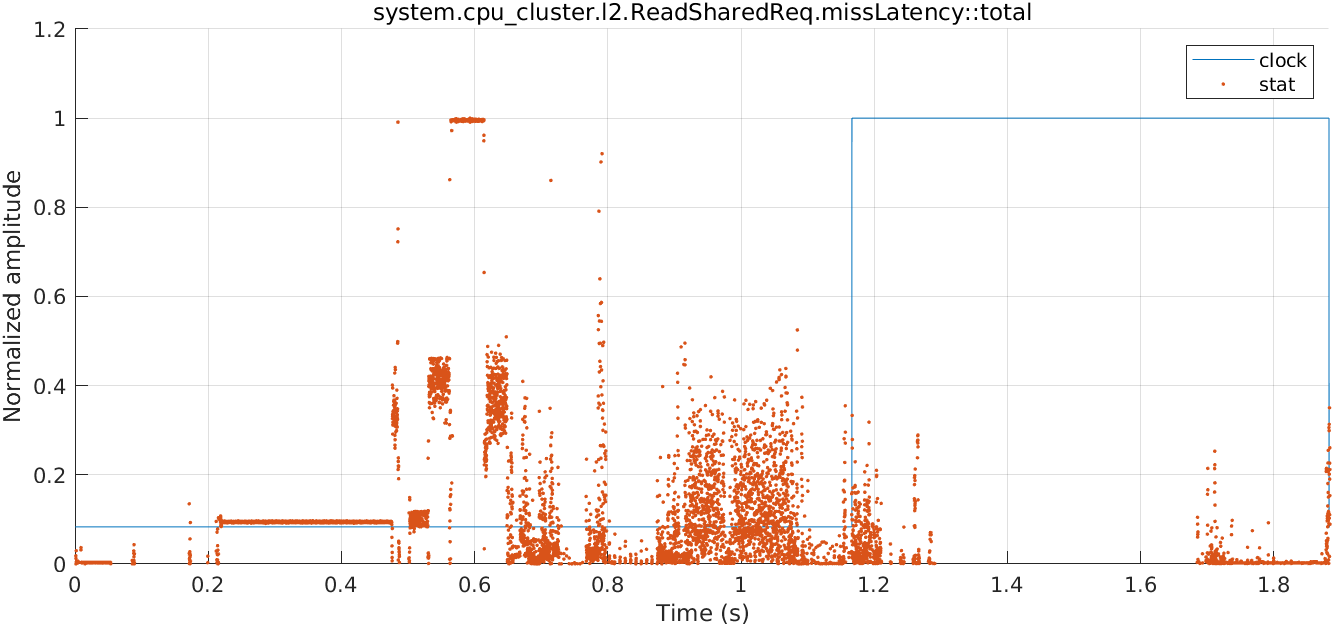 system.cpu_cluster.l2.ReadSharedReq.missLatency::total
1.2
1
0.8
0.6
0.4
0.2
0
Normalized amplitude
clock
stat
0 0.2 0.4 0.6 0.8 1 1.2 1.4 1.6 1.8
Time (s)